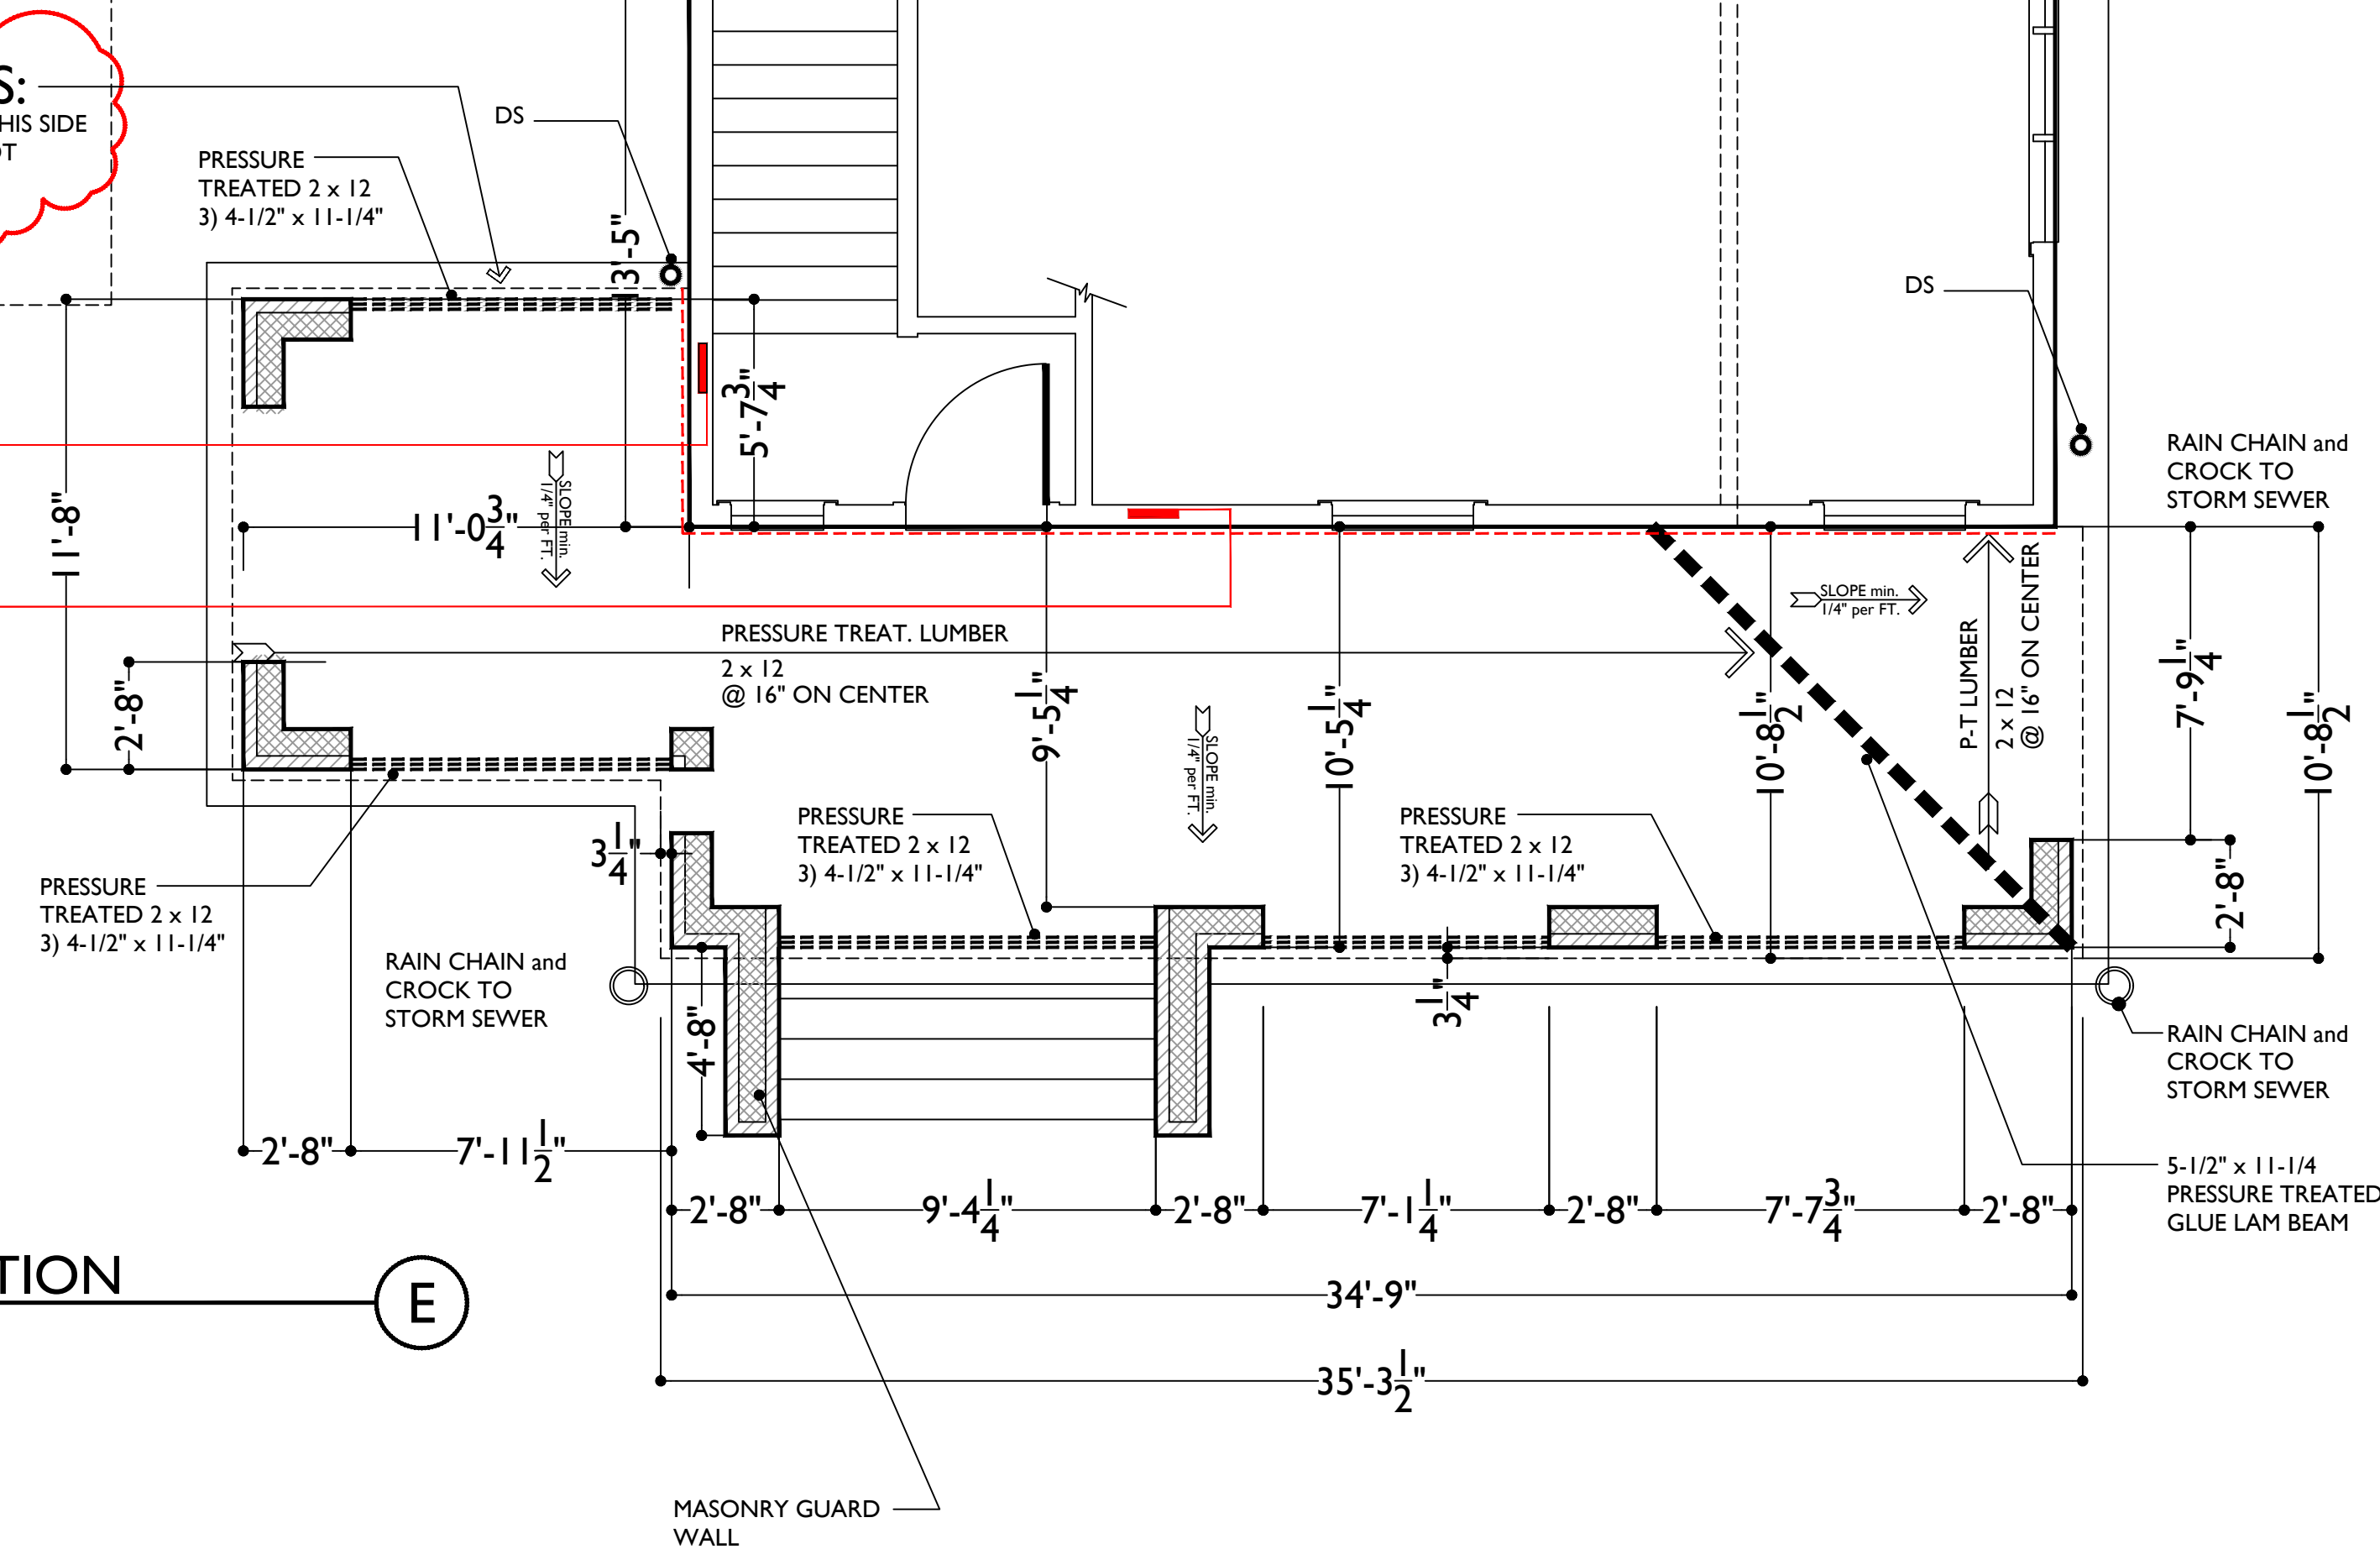 S:
HIS SIDE
OT
DS
PRESSURE
TREATED 2 x 12
3) 4-1/2" x 11-1/4"
13'-5"
DS
5'-7 3/4"
RAIN CHAIN and
CROCK TO
STORM SEWER
11'-8"
11'-0 3/4"
SLOPE min.
1/4" per FT.
SLOPE min.
1/4" per FT.
P-T LUMBER
2 x 12
@ 16" ON CENTER
PRESSURE TREAT. LUMBER
2 x 12
@ 16" ON CENTER
2'-8"
9'-5 1/4"
SLOPE min.
1/4" per FT.
10'-5 1/4"
10'-8 1/2"
7'-9 1/4"
10'-8 1/2"
3 1/4"
PRESSURE
TREATED 2 x 12
3) 4-1/2" x 11-1/4"
PRESSURE
TREATED 2 x 12
3) 4-1/2" x 11-1/4"
2'-8"
PRESSURE
TREATED 2 x 12
3) 4-1/2" x 11-1/4"
RAIN CHAIN and
CROCK TO
STORM SEWER
4'-8"
3 1/4"
RAIN CHAIN and
CROCK TO
STORM SEWER
2'-8"
7'-11 1/2"
5-1/2" x 11-1/4
PRESSURE TREATED
GLUE LAM BEAM
2'-8"
9'-4 1/4"
2'-8"
7'-1 1/4"
2'-8"
7'-7 3/4"
2'-8"
TION
E
34'-9"
35'-3 1/2"
MASONRY GUARD
WALL